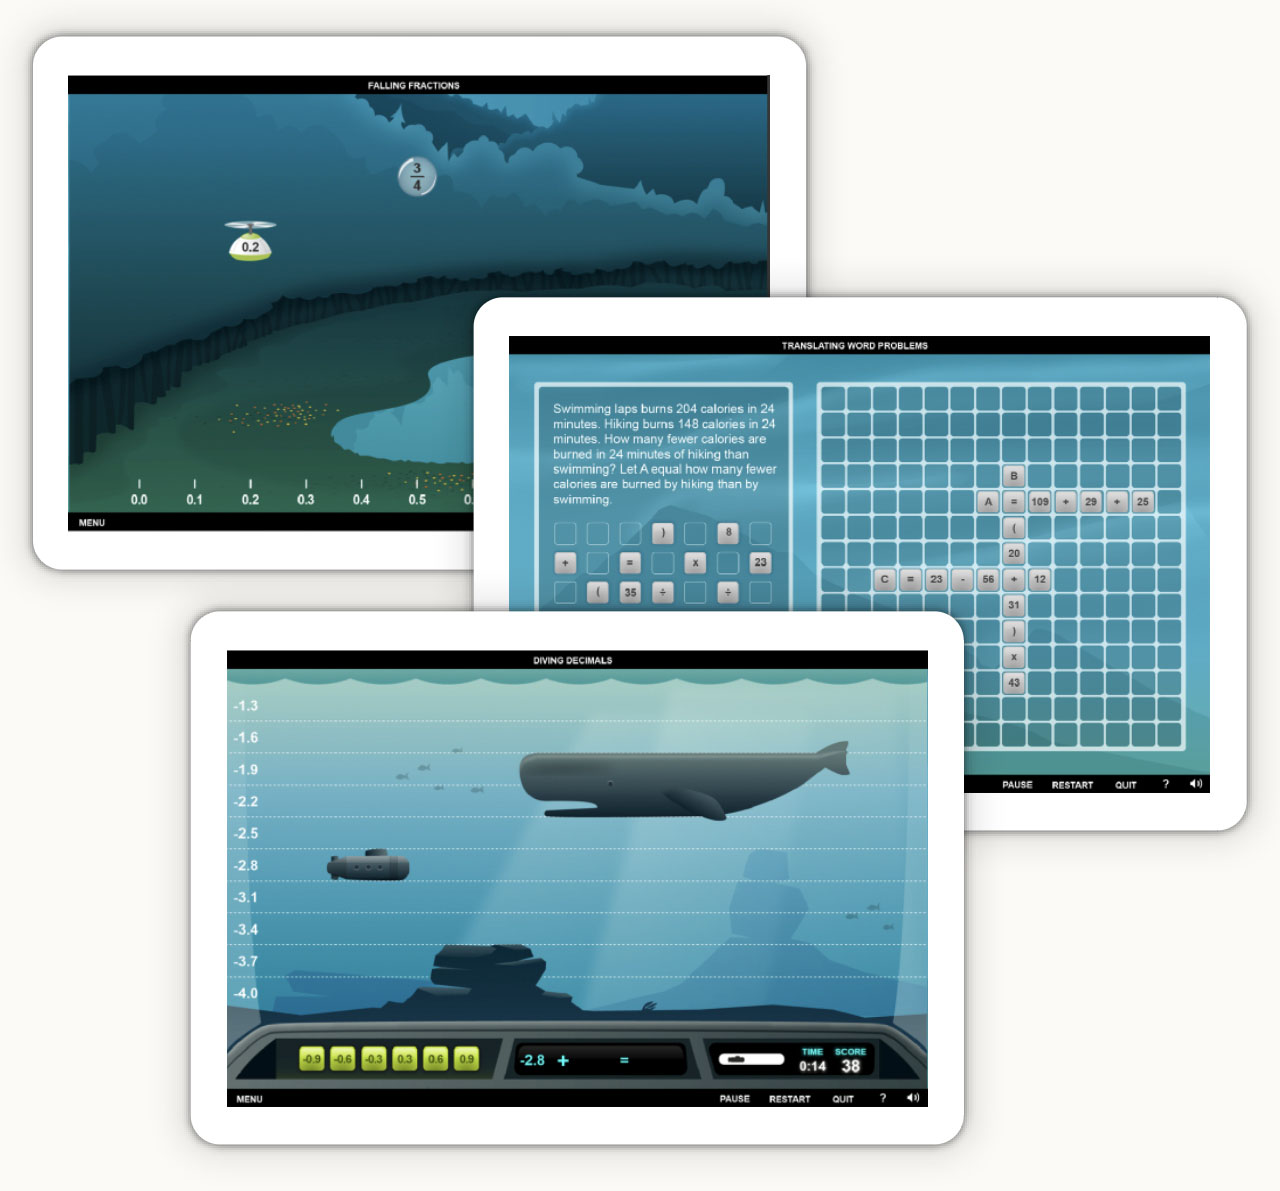 FALLING FRACTIONS
3
4
0.2
0.0 0.1 0.2 0.3 0.4 0.5 0.
MENU
TRANSLATING WORD PROBLEMS
Swimming laps burns 204 calories in 24
minutes. Hiking burns 148 calories in 24
minutes. How many fewer calories are
burned in 24 minutes of hiking than
swimming? Let A equal how many fewer
calories are burned by hiking than by
swimming.
) 8
+ = x 23
( 35 ÷ ÷
B
A = 109 + 29 + 25
(
20
C = 23 - 56 + 12
31
)
x
43
PAUSE RESTART QUIT ?
DIVING DECIMALS
-1.3
-1.6
-1.9
-2.2
-2.5
-2.8
-3.1
-3.4
-3.7
-4.0
-0.9 -0.6 -0.3 0.3 0.6 0.9
-2.8 + =
TIME SCORE
0:14 38
MENU PAUSE RESTART QUIT ?